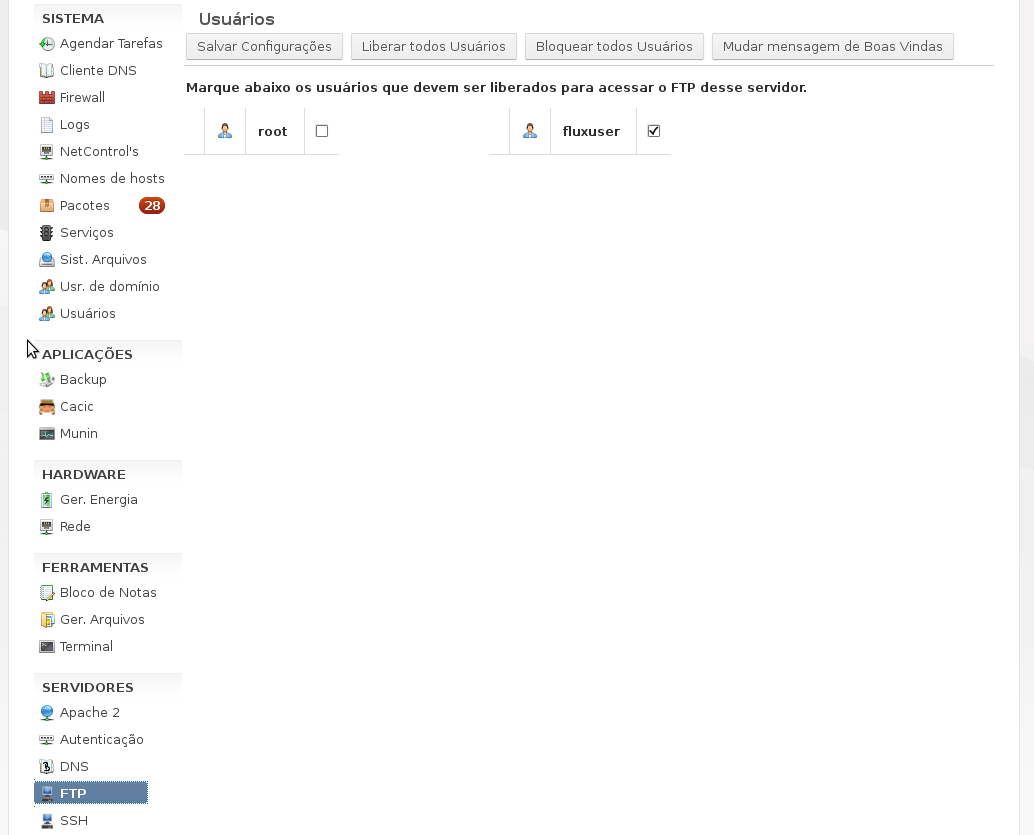 SISTEMA
Agendar Tarefas
Cliente DNS
Firewall
Logs
NetControl's
Nomes de hosts
Pacotes 28
Serviços
Sist. Arquivos
Usr. de domínio
Usuários
APLICAÇÕES
Backup
Cacic
Munin
HARDWARE
Ger. Energia
Rede
FERRAMENTAS
Bloco de Notas
Ger. Arquivos
Terminal
SERVIDORES
Apache 2
Autenticação
DNS
FTP
SSH
Usuários
Salvar Configurações Liberar todos Usuários Bloquear todos Usuários Mudar mensagem de Boas Vindas
Marque abaixo os usuários que devem ser liberados para acessar o FTP desse servidor.
root fluxuser